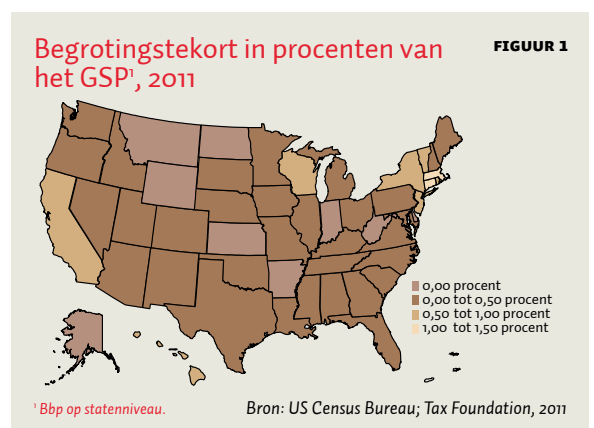 Begrotingstekort in procenten van
het GSP¹, 2011
FIGUUR 1
0,00 procent
0,00 tot 0,50 procent
0,50 tot 1,00 procent
1,00 tot 1,50 procent
¹ Bbp op statenniveau.
Bron: US Census Bureau; Tax Foundation, 2011